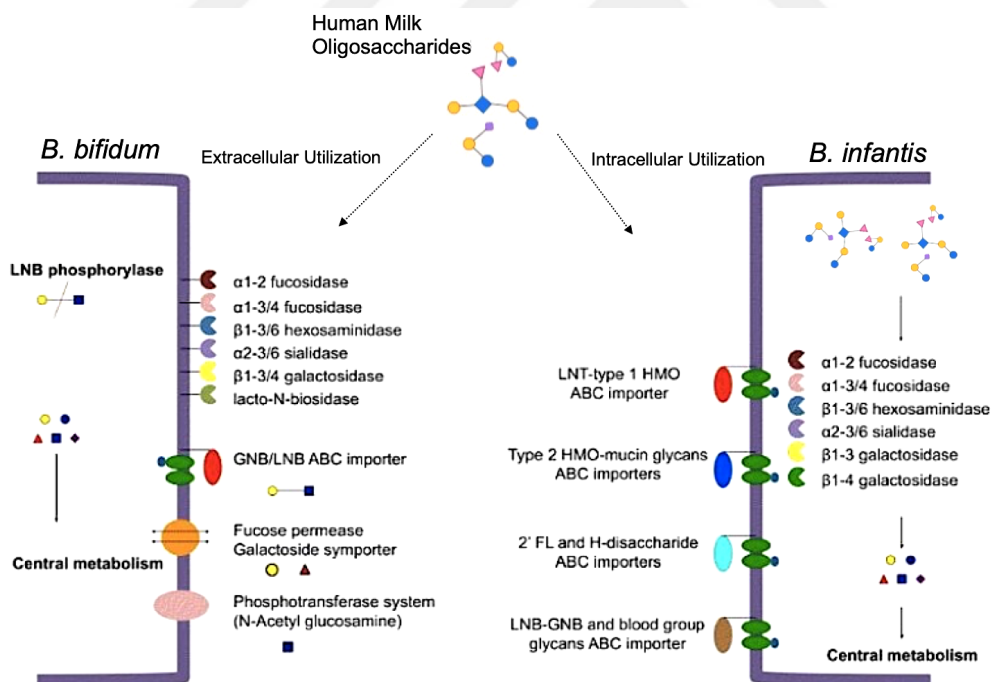 Human Milk
Oligosaccharides
B. bifidum
Extracellular Utilization
Intracellular Utilization
B. infantis
LNB phosphorylase
α1-2 fucosidase
α1-3/4 fucosidase
β1-3/6 hexosaminidase
α2-3/6 sialidase
β1-3/4 galactosidase
lacto-N-biosidase
GNB/LNB ABC importer
Fucose permease
Galactoside symporter
Central metabolism
Phosphotransferase system
(N-Acetyl glucosamine)
LNT-type 1 HMO
ABC importer
Type 2 HMO-mucin glycans
ABC importers
2' FL and H-disaccharide
ABC importers
LNB-GNB and blood group
glycans ABC importer
α1-2 fucosidase
α1-3/4 fucosidase
β1-3/6 hexosaminidase
α2-3/6 sialidase
β1-3 galactosidase
β1-4 galactosidase
Central metabolism